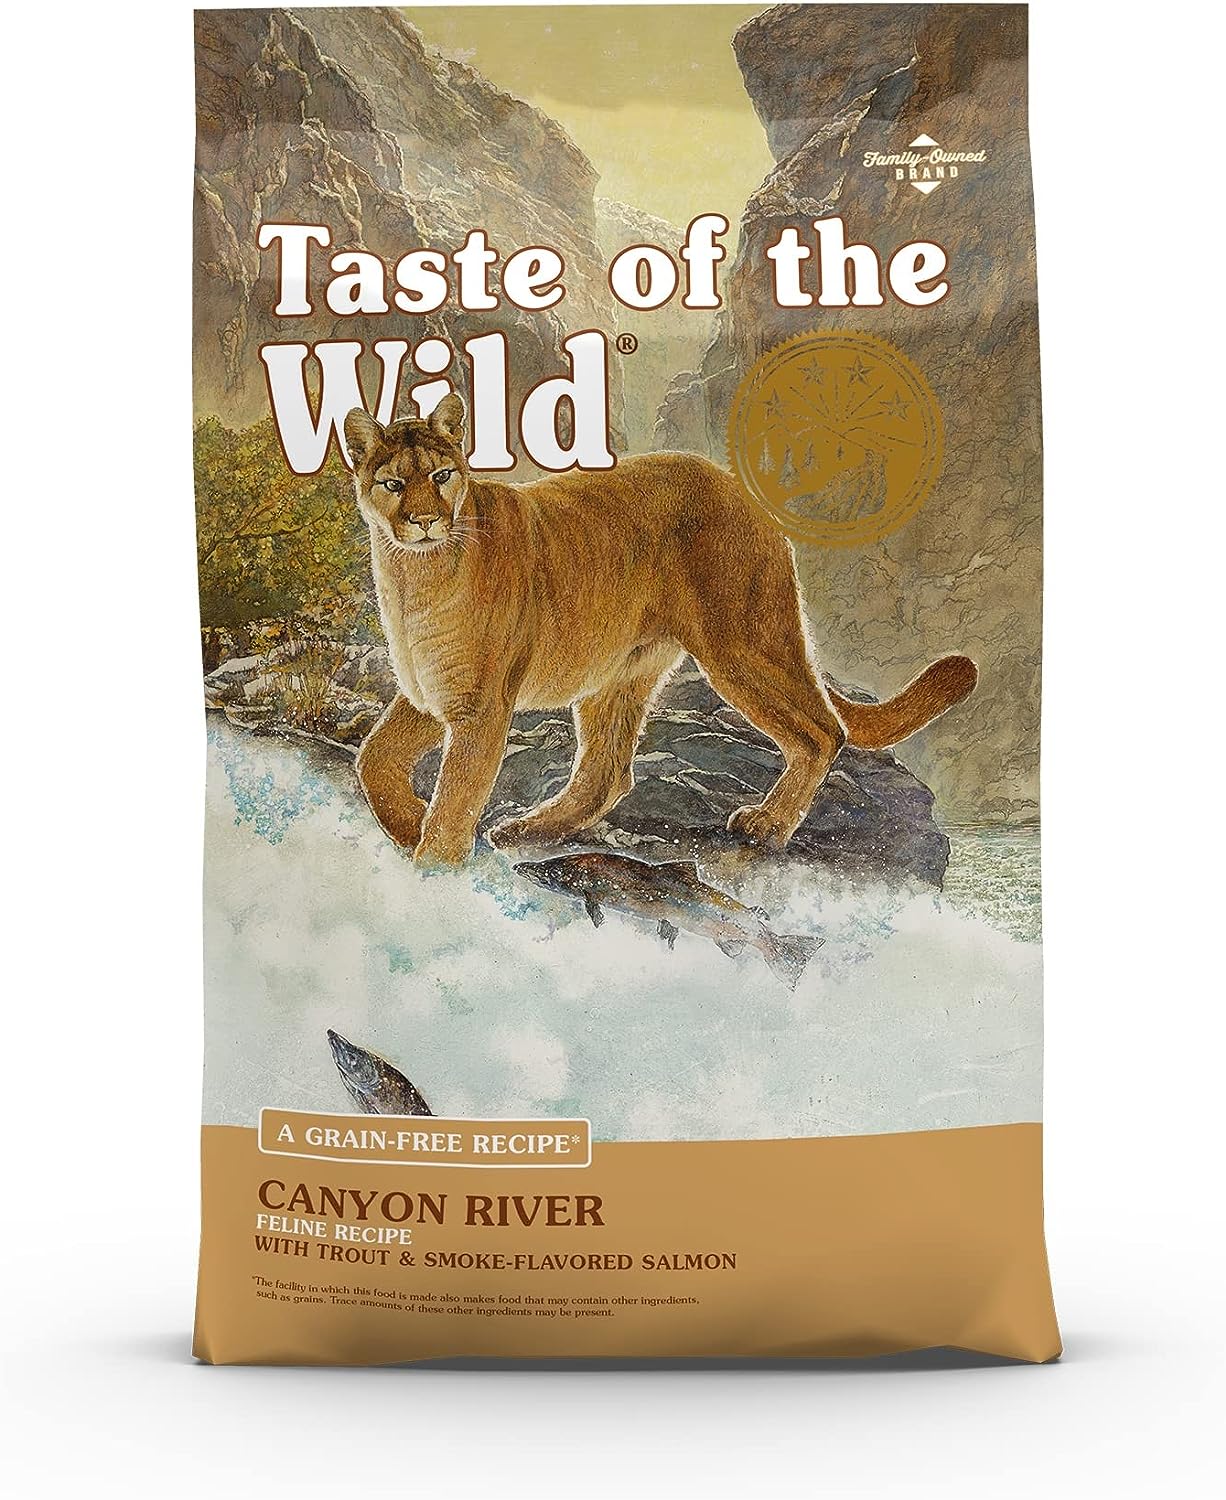 Family-Owned
BRAND
Taste of the
Wild®
A GRAIN-FREE RECIPE*
CANYON RIVER
FELINE RECIPE
WITH TROUT & SMOKE-FLAVORED SALMON
*The facility in which this food is made also makes food that may contain other ingredients,
such as grains. Trace amounts of these other ingredients may be present.